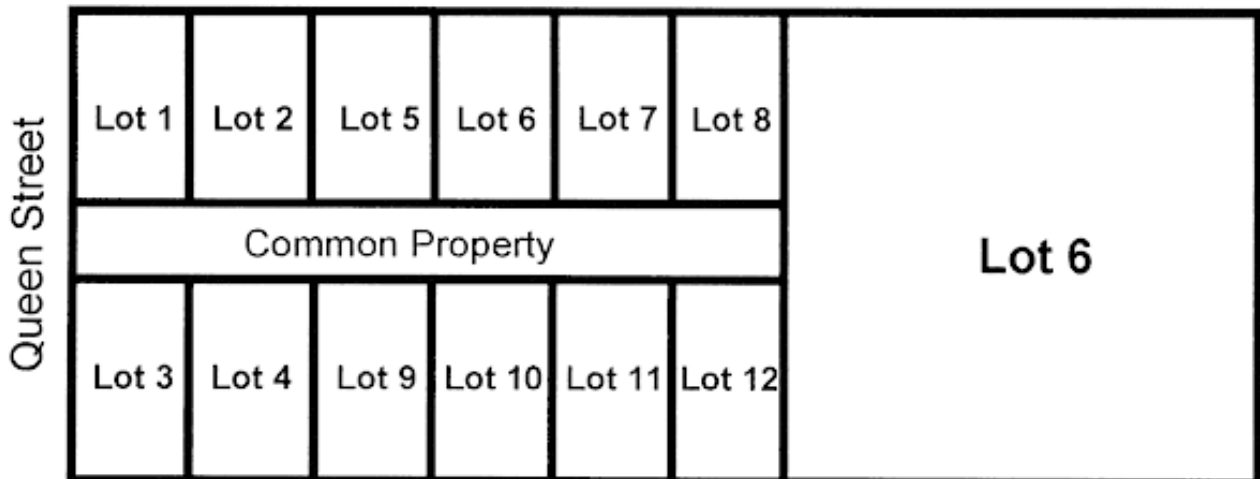 Queen Street
Lot 1 Lot 2 Lot 5 Lot 6 Lot 7 Lot 8
Common Property
Lot 6
Lot 3 Lot 4 Lot 9 Lot 10 Lot 11 Lot 12